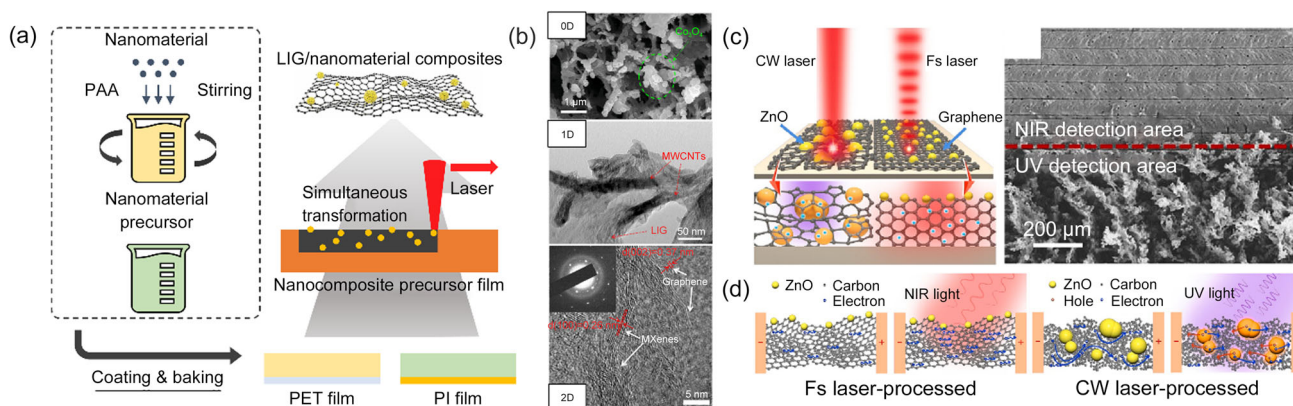 (a)
Nanomaterial
PAA
Stirring
Nanomaterial
precursor
Coating & baking
LIG/nanomaterial composites
Simultaneous
transformation
Laser
Nanocomposite precursor film
PET film
PI film
(b)
0D
Co₃O₄
1 μm
1D
MWCNTs
LIG
50 nm
Graphene
MXenes
2D
5 nm
(c)
CW
laser
Fs
laser
ZnO
Graphene
NIR detection area
UV detection area
200 μm
(d)
ZnO
Carbon
Electron
NIR light
ZnO
Carbon
Hole
Electron
UV light
− + − + − + − +
Fs laser-processed
CW laser-processed